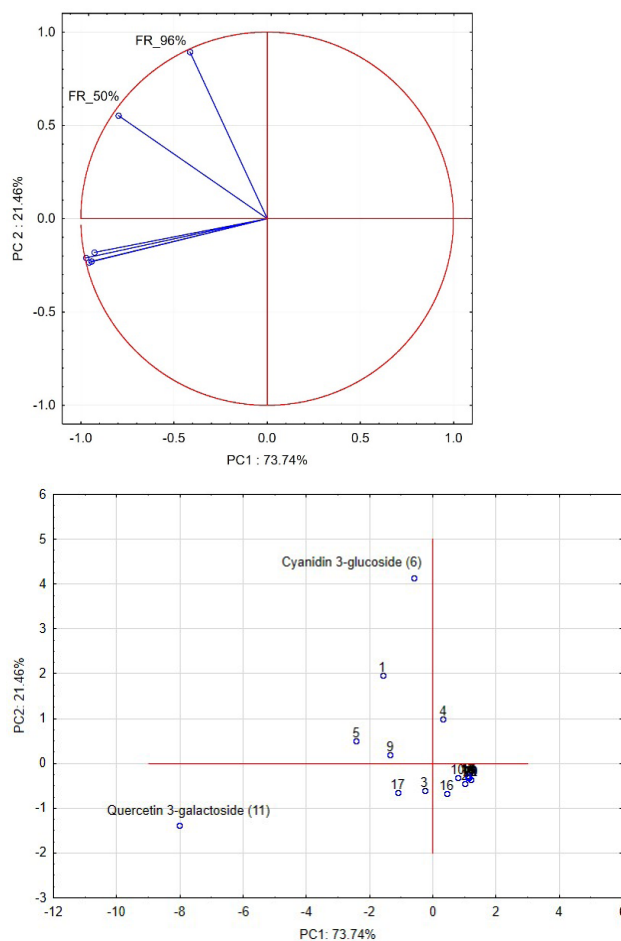 1.0
FR_96%
FR_50%
0.5
PC 2 : 21.46%
0.0
-0.5
-1.0
-1.0 -0.5 0.0 0.5 1.0
PC1 : 73.74%
6
5
Cyanidin 3-glucoside (6)
4
3
PC2: 21.46%
2
1
1
4
5
9
0
10
17
3
16
-1
Quercetin 3-galactoside (11)
-2
-3
-12 -10 -8 -6 -4 -2 0 2 4 6
PC1: 73.74%